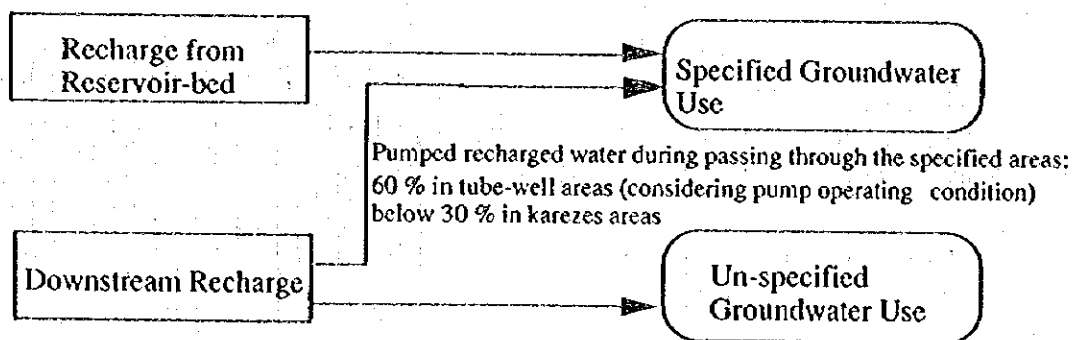 Recharge from
Reservoir-bed
Specified Groundwater
Use
Pumped recharged water during passing through the specified areas:
60 % in tube-well areas (considering pump operating condition)
below 30 % in karezes areas
Downstream Recharge
Un-specified
Groundwater Use